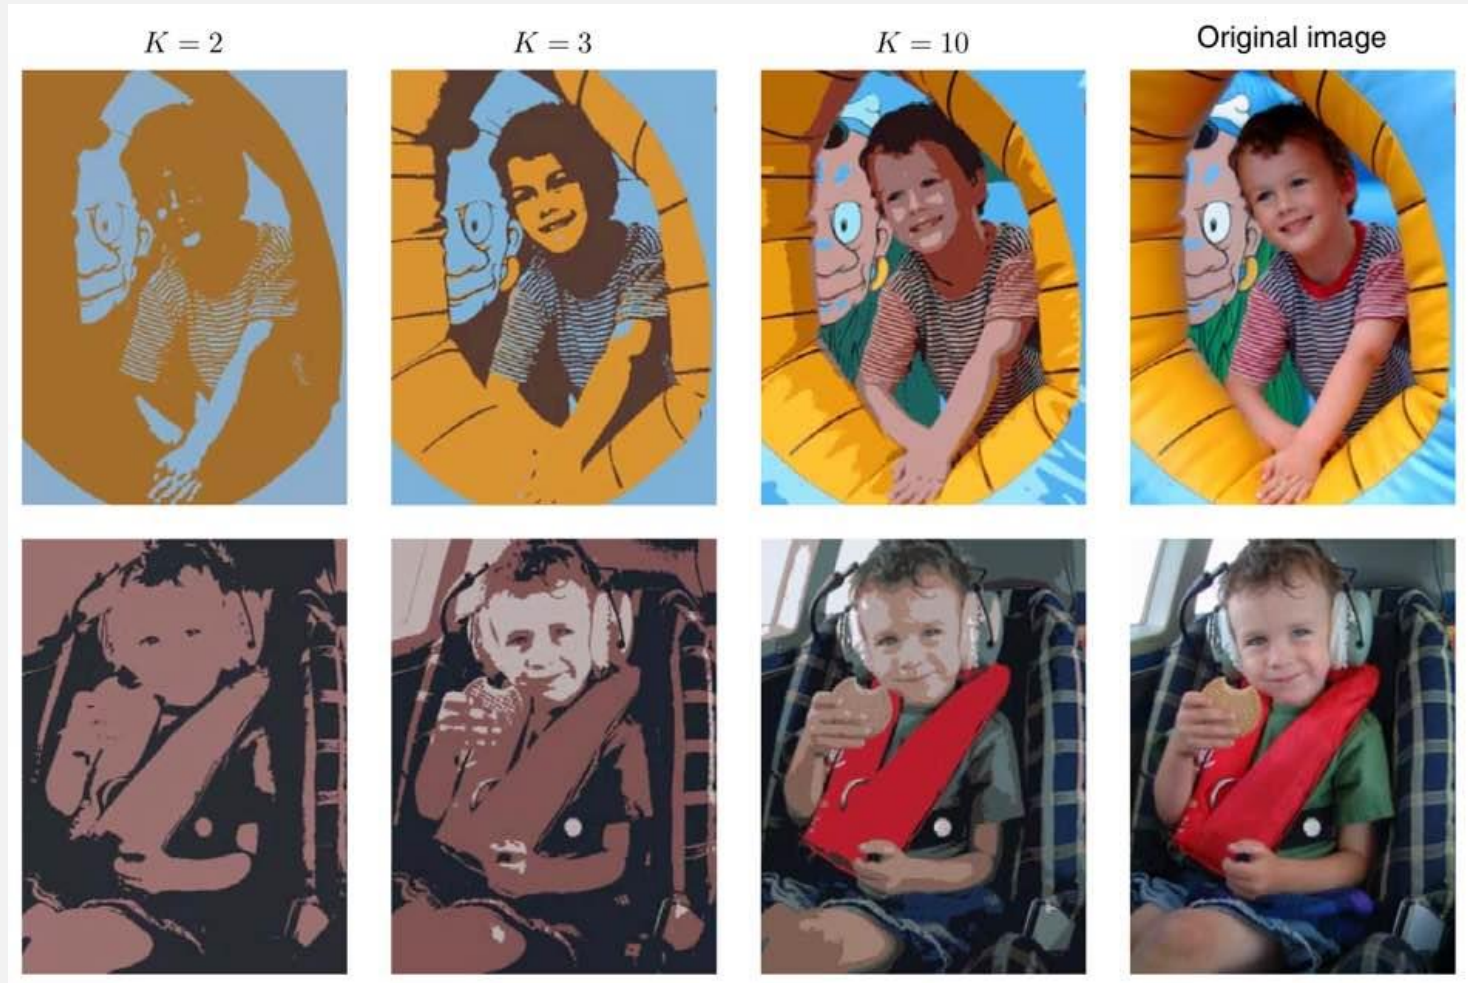 K = 2
K = 3
K = 10
Original image